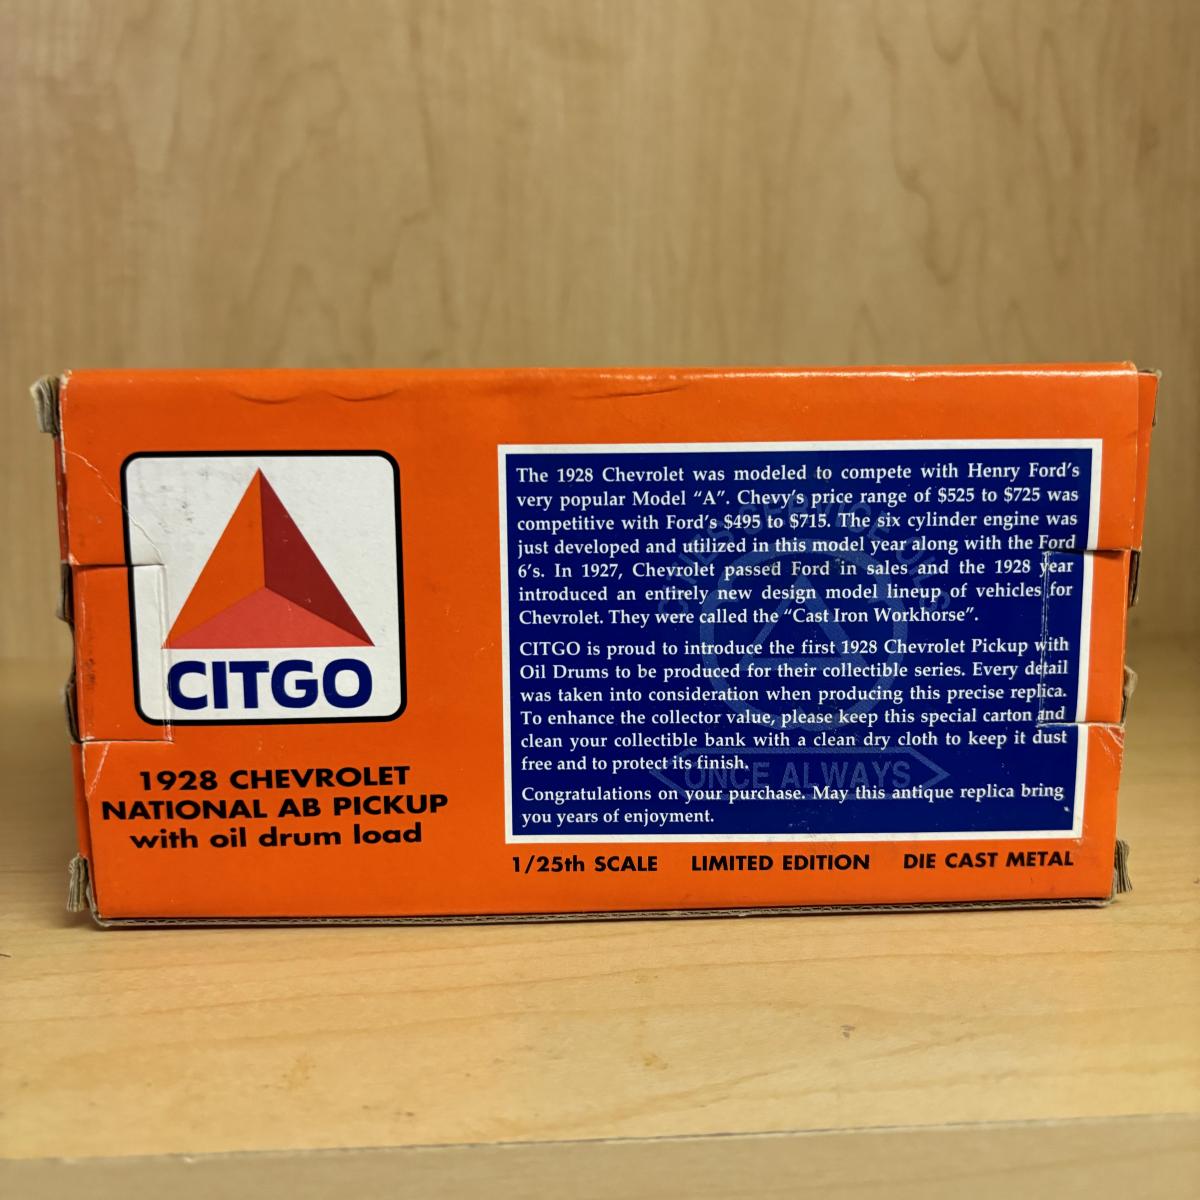 CITGO
1928 CHEVROLET
NATIONAL AB PICKUP
with oil drum load
The 1928 Chevrolet was modeled to compete with Henry Ford's
very popular Model “A”. Chevy's price range of $525 to $725 was
competitive with Ford's $495 to $715. The six cylinder engine was
just developed and utilized in this model year along with the Ford
6's. In 1927, Chevrolet passed Ford in sales and the 1928 year
introduced an entirely new design model lineup of vehicles for
Chevrolet. They were called the “Cast Iron Workhorse”.
CITGO is proud to introduce the first 1928 Chevrolet Pickup with
Oil Drums to be produced for their collectible series. Every detail
was taken into consideration when producing this precise replica.
To enhance the collector value, please keep this special carton and
clean your collectible bank with a clean dry cloth to keep it dust
free and to protect its finish.
ONCE ALWAYS
Congratulations on your purchase. May this antique replica bring
you years of enjoyment.
1/25th SCALE LIMITED EDITION DIE CAST METAL